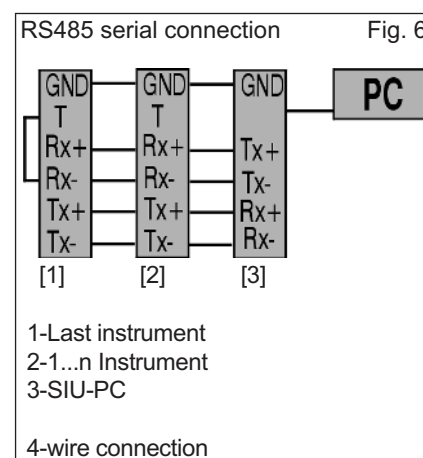 RS485 serial connection Fig. 6
GND GND GND PC
T T
Rx+ Rx+ Tx+
Rx- Rx- Tx-
Tx+ Tx+ Rx+
Tx- Tx- Rx-
[1] [2] [3]
1-Last instrument
2-1...n Instrument
3-SIU-PC
4-wire connection